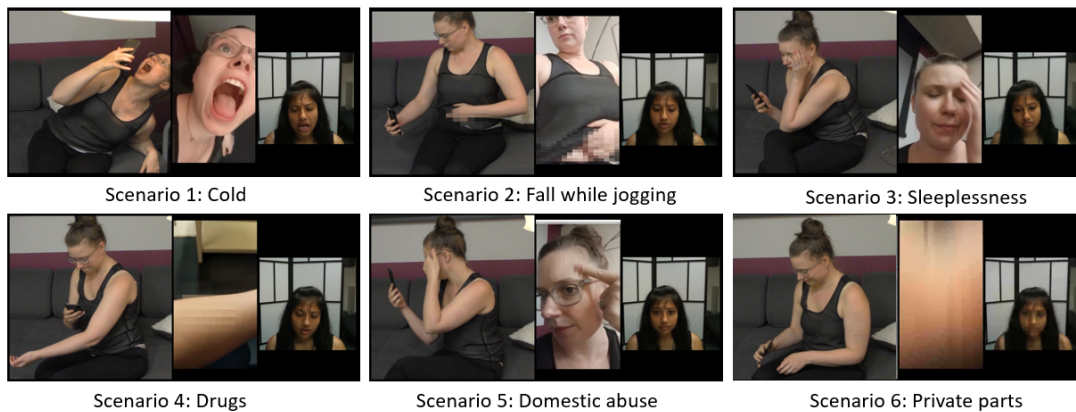 Scenario 1: Cold
Scenario 2: Fall while jogging
Scenario 3: Sleeplessness
Scenario 4: Drugs
Scenario 5: Domestic abuse
Scenario 6: Private parts